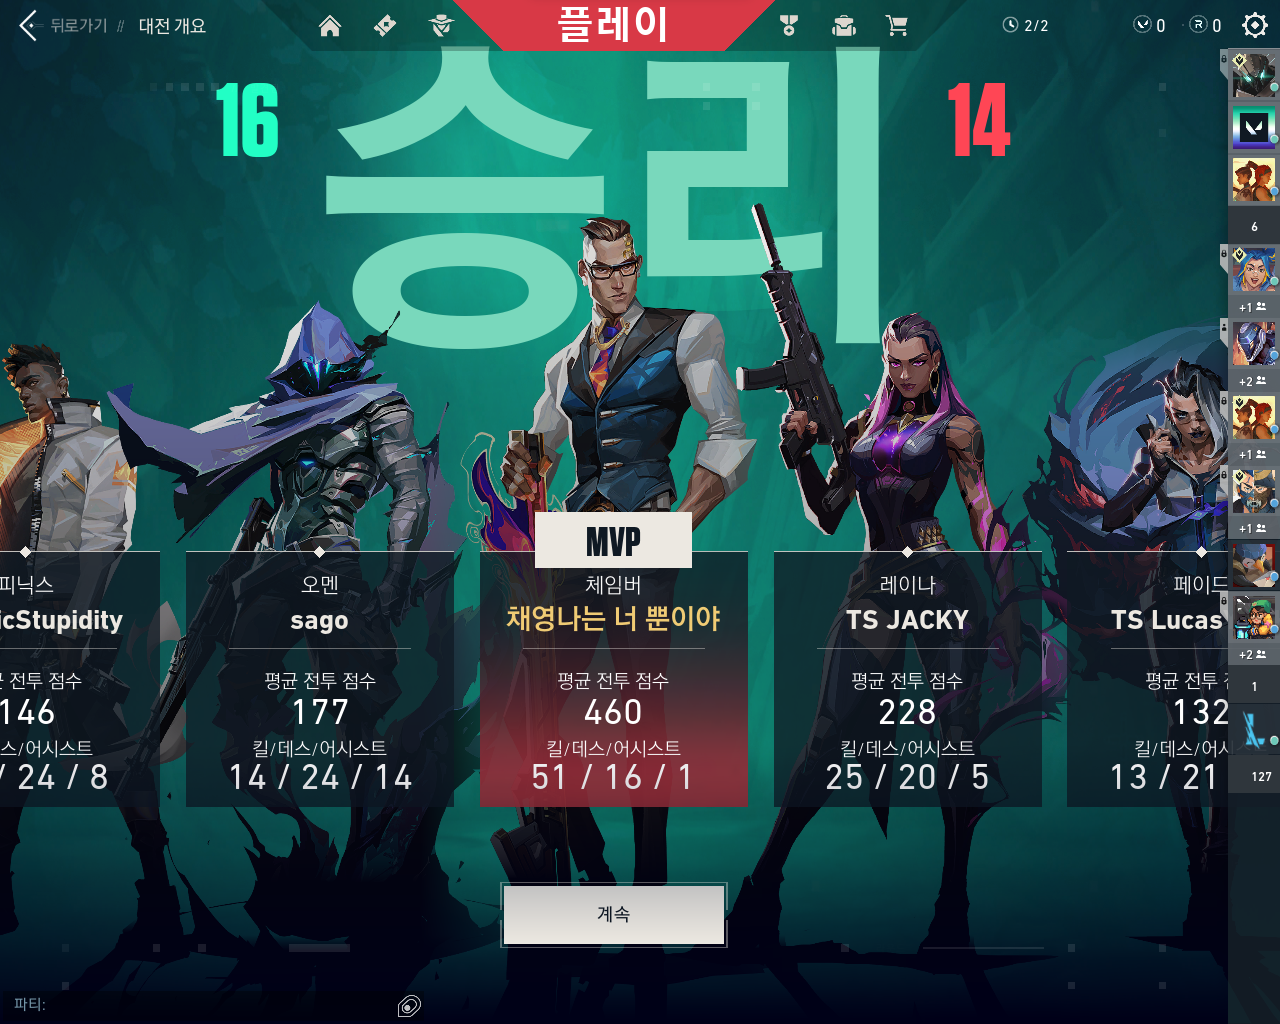 뒤로가기 // 대전 개요
플레이
2/2
0
0
16
승리
14
MVP
피닉스
icStupidity
평균 전투 점수
146
/ 24 / 8
오멘
sago
평균 전투 점수
177
킬/데스/어시스트
14 / 24 / 14
체임버
채영나는 너 뿐이야
평균 전투 점수
460
킬/데스/어시스트
51 / 16 / 1
레이나
TS JACKY
평균 전투 점수
228
킬/데스/어시스트
25 / 20 / 5
페이드
TS Lucas
평균 전투
132
킬/데스/어시
13 / 21
계속
파티:
6
+1
+2
+1
+1
+2
1
127